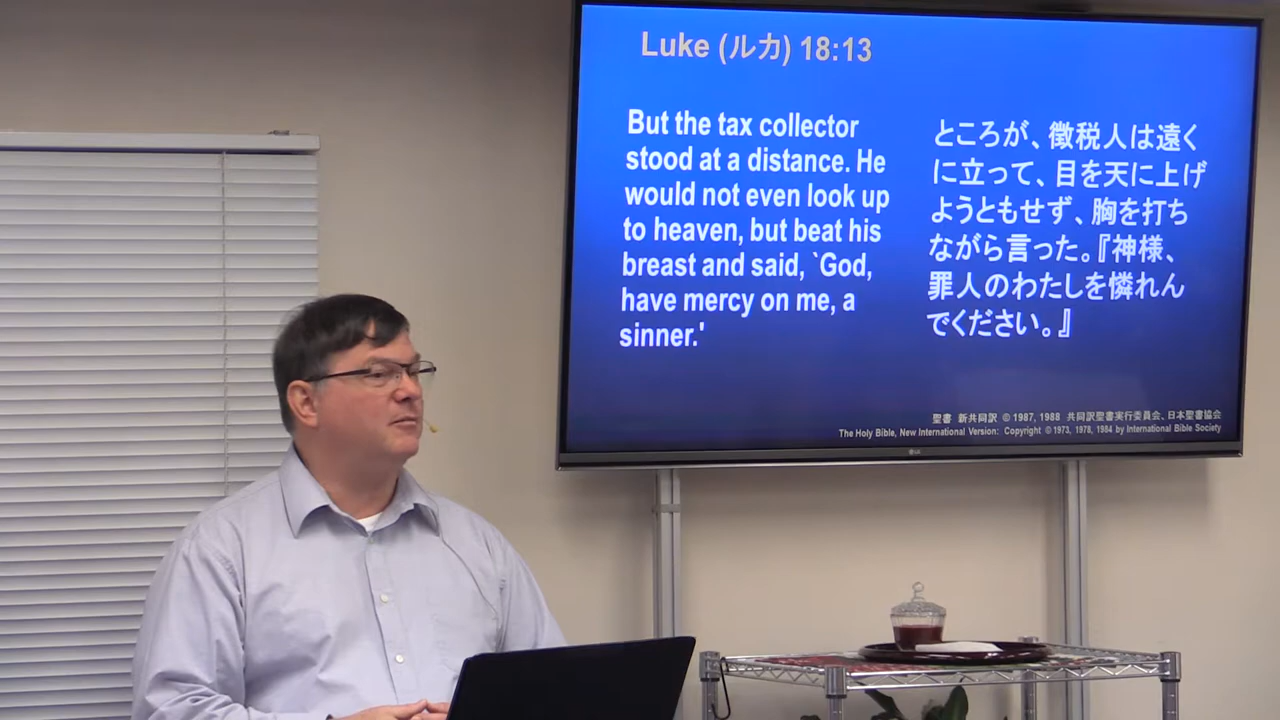 Luke (ルカ) 18:13
But the tax collector
stood at a distance. He
would not even look up
to heaven, but beat his
breast and said, `God,
have mercy on me, a
sinner.'
ところが、徴税人は遠く
に立って、目を天に上げ
ようともせず、胸を打ち
ながら言った。『神様、
罪人のわたしを憐れん
でください。』
聖書 新共同訳 © 1987, 1988 共同訳聖書実行委員会、日本聖書協会
The Holy Bible, New International Version: Copyright © 1973, 1978, 1984 by International Bible Society
LG